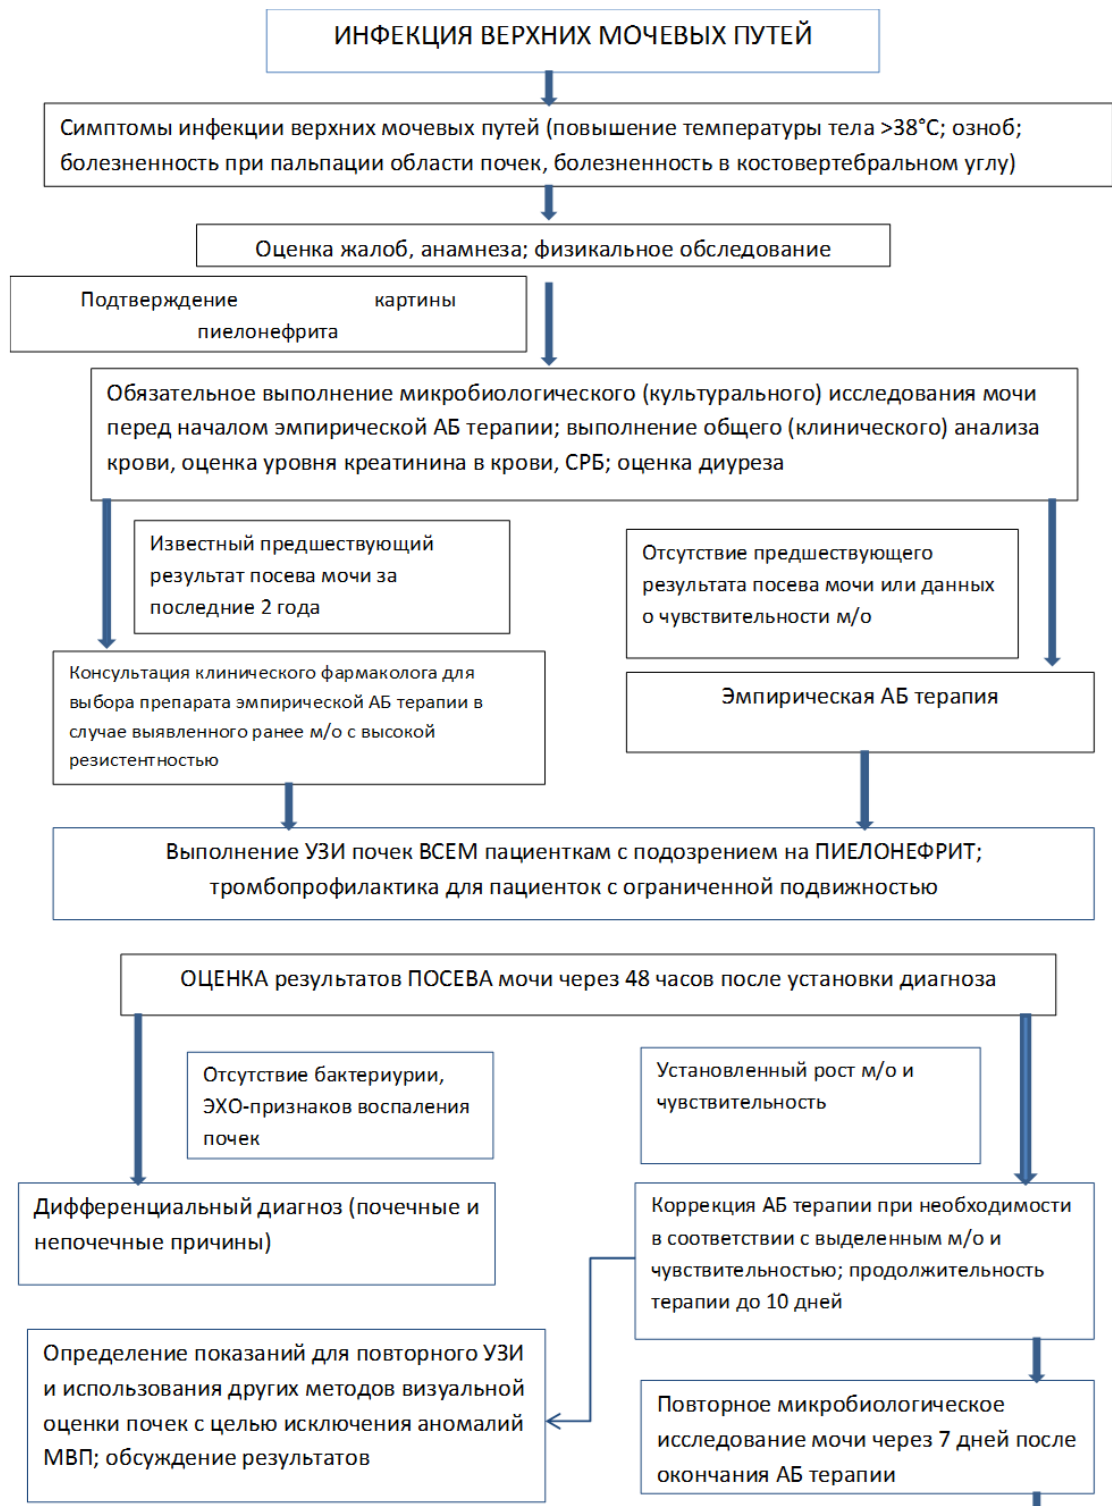 ИНФЕКЦИЯ ВЕРХНИХ МОЧЕВЫХ ПУТЕЙ
Симптомы инфекции верхних мочевых путей (повышение температуры тела >38°С; озноб;
болезненность при пальпации области почек, болезненность в костовертебральном углу)
Оценка жалоб, анамнеза; физикальное обследование
Подтверждение картины
пиелонефрита
Обязательное выполнение микробиологического (культурального) исследования мочи
перед началом эмпирической АБ терапии; выполнение общего (клинического) анализа
крови, оценка уровня креатинина в крови, СРБ; оценка диуреза
Известный предшествующий
результат посева мочи за
последние 2 года
Отсутствие предшествующего
результата посева мочи или данных
о чувствительности м/о
Консультация клинического фармаколога для
выбора препарата эмпирической АБ терапии в
случае выявленного ранее м/о с высокой
резистентностью
Эмпирическая АБ терапия
Выполнение УЗИ почек ВСЕМ пациенткам с подозрением на ПИЕЛОНЕФРИТ;
тромбопрофилактика для пациенток с ограниченной подвижностью
ОЦЕНКА результатов ПОСЕВА мочи через 48 часов после установки диагноза
Отсутствие бактериурии,
ЭХО-признаков воспаления
почек
Установленный рост м/о и
чувствительность
Дифференциальный диагноз (почечные и
непочечные причины)
Коррекция АБ терапии при необходимости
в соответствии с выделенным м/о и
чувствительностью; продолжительность
терапии до 10 дней
Определение показаний для повторного УЗИ
и использования других методов визуальной
оценки почек с целью исключения аномалий
МВП; обсуждение результатов
Повторное микробиологическое
исследование мочи через 7 дней после
окончания АБ терапии